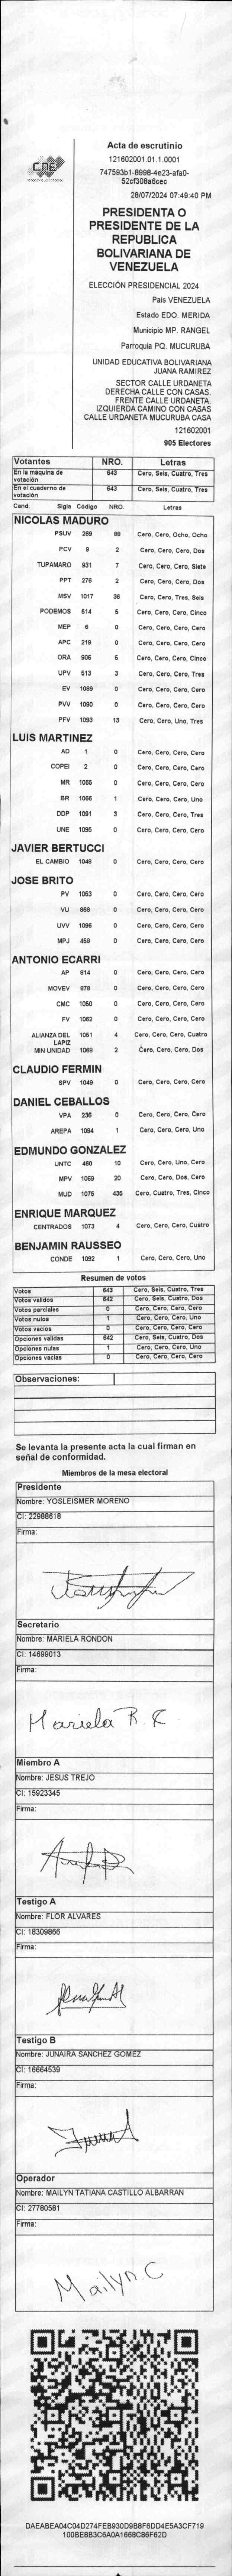 CNE
Acta de escrutinio
121602001.01.1.0001
747593b1-8998-4e23-afa0-
52cf308a6cec
28/07/2024 07:49:40 PM
PRESIDENTA O
PRESIDENTE DE LA
REPUBLICA
BOLIVARIANA DE
VENEZUELA
ELECCIÓN PRESIDENCIAL 2024
Pais VENEZUELA
Estado EDO. MERIDA
Municipio MP. RANGEL
Parroquia PQ. MUCURUBA
UNIDAD EDUCATIVA BOLIVARIANA
JUANA RAMIREZ
SECTOR CALLE URDANETA
DERECHA CALLE CON CASAS.
FRENTE CALLE URDANETA.
IZQUIERDA CAMINO CON CASAS
CALLE URDANETA MUCURUBA CASA
121602001
905 Electores
Votantes NRO. Letras
En la máquina de votación 643 Cero, Seis, Cuatro, Tres
En el cuaderno de votación 643 Cero, Seis, Cuatro, Tres
Cand. Sigla Código NRO. Letras
NICOLAS MADURO
PSUV 269 88 Cero, Cero, Ocho, Ocho
PCV 9 2 Cero, Cero, Cero, Dos
TUPAMARO 931 7 Cero, Cero, Cero, Siete
PPT 276 2 Cero, Cero, Cero, Dos
MSV 1017 36 Cero, Cero, Tres, Seis
PODEMOS 514 5 Cero, Cero, Cero, Cinco
MEP 6 0 Cero, Cero, Cero, Cero
APC 219 0 Cero, Cero, Cero, Cero
ORA 906 5 Cero, Cero, Cero, Cinco
UPV 513 3 Cero, Cero, Cero, Tres
EV 1089 0 Cero, Cero, Cero, Cero
PVV 1090 0 Cero, Cero, Cero, Cero
PFV 1093 13 Cero, Cero, Uno, Tres
LUIS MARTINEZ
AD 1 0 Cero, Cero, Cero, Cero
COPEI 2 0 Cero, Cero, Cero, Cero
MR 1065 0 Cero, Cero, Cero, Cero
BR 1066 1 Cero, Cero, Cero, Uno
DDP 1091 3 Cero, Cero, Cero, Tres
UNE 1095 0 Cero, Cero, Cero, Cero
JAVIER BERTUCCI
EL CAMBIO 1048 0 Cero, Cero, Cero, Cero
JOSE BRITO
PV 1053 0 Cero, Cero, Cero, Cero
VU 868 0 Cero, Cero, Cero, Cero
UVV 1096 0 Cero, Cero, Cero, Cero
MPJ 458 0 Cero, Cero, Cero, Cero
ANTONIO ECARRI
AP 814 0 Cero, Cero, Cero, Cero
MOVEV 978 0 Cero, Cero, Cero, Cero
CMC 1050 0 Cero, Cero, Cero, Cero
FV 1062 0 Cero, Cero, Cero, Cero
ALIANZA DEL LAPIZ 1051 4 Cero, Cero, Cero, Cuatro
MIN UNIDAD 1068 2 Cero, Cero, Cero, Dos
CLAUDIO FERMIN
SPV 1049 0 Cero, Cero, Cero, Cero
DANIEL CEBALLOS
VPA 236 0 Cero, Cero, Cero, Cero
AREPA 1094 1 Cero, Cero, Cero, Uno
EDMUNDO GONZALEZ
UNTC 460 10 Cero, Cero, Uno, Cero
MPV 1069 20 Cero, Cero, Dos, Cero
MUD 1075 435 Cero, Cuatro, Tres, Cinco
ENRIQUE MARQUEZ
CENTRADOS 1073 4 Cero, Cero, Cero, Cuatro
BENJAMIN RAUSSEO
CONDE 1092 1 Cero, Cero, Cero, Uno
Resumen de votos
Votos 643 Cero, Seis, Cuatro, Tres
Votos validos 642 Cero, Seis, Cuatro, Dos
Votos parciales 0 Cero, Cero, Cero, Cero
Votos nulos 1 Cero, Cero, Cero, Uno
Votos vacios 0 Cero, Cero, Cero, Cero
Opciones validas 642 Cero, Seis, Cuatro, Dos
Opciones nulas 1 Cero, Cero, Cero, Uno
Opciones vacias 0 Cero, Cero, Cero, Cero
Observaciones:
Se levanta la presente acta la cual firman en
señal de conformidad.
Miembros de la mesa electoral
Presidente
Nombre: YOSLEISMER MORENO
CI: 22988618
Firma:
Secretario
Nombre: MARIELA RONDON
CI: 14699013
Firma:
Mariela R. R
Miembro A
Nombre: JESUS TREJO
CI: 15923345
Firma:
Testigo A
Nombre: FLOR ALVARES
CI: 18309866
Firma:
Testigo B
Nombre: JUNAIRA SANCHEZ GOMEZ
CI: 16664539
Firma:
Operador
Nombre: MAILYN TATIANA CASTILLO ALBARRAN
CI: 27780581
Firma:
Mailyn. C
DAEABEA04C04D274FEB930D9B8F6DD4E5A3CF719
100BE8B3C6A0A1668C86F62D